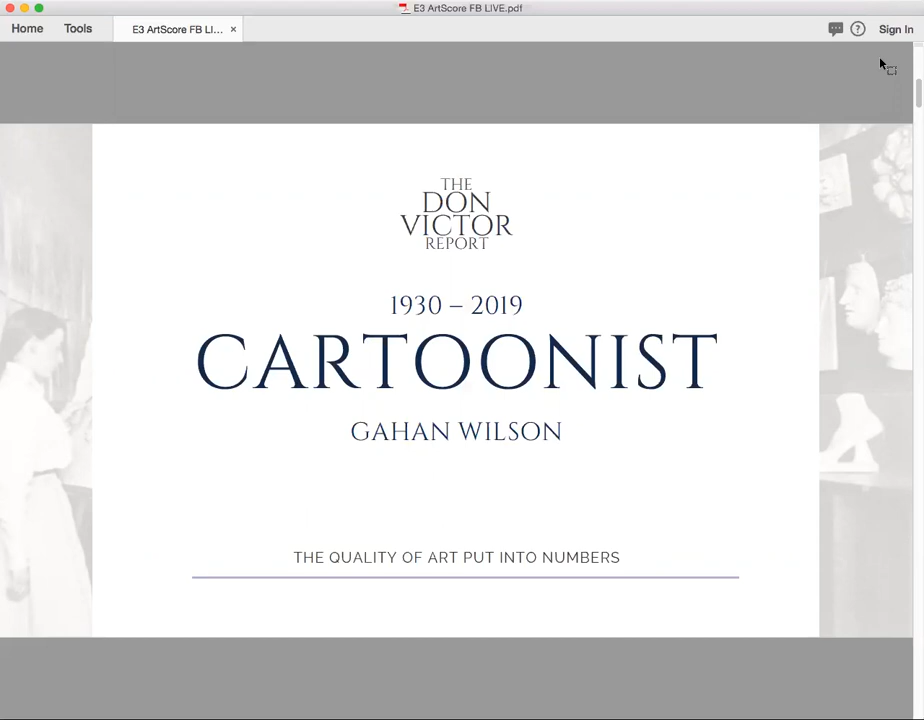 E3 ArtScore FB LIVE.pdf
Home
Tools
E3 ArtScore FB LI...
×
?
Sign In
THE
DON
VICTOR
REPORT
1930 – 2019
CARTOONIST
GAHAN WILSON
THE QUALITY OF ART PUT INTO NUMBERS